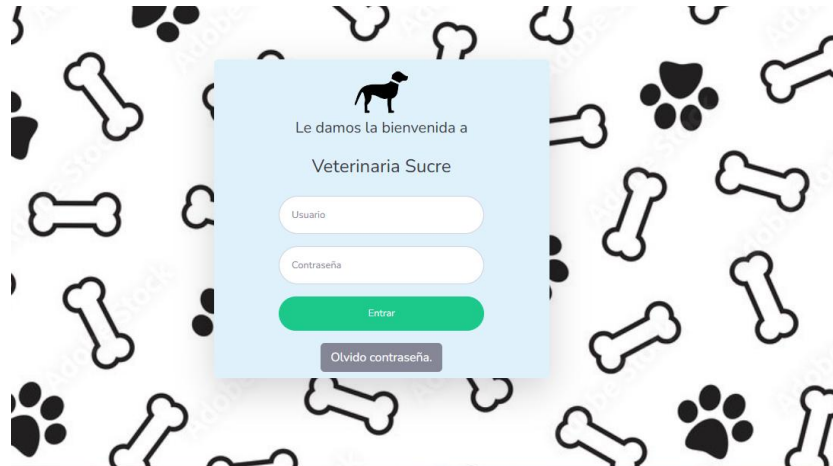 Le damos la bienvenida a
Veterinaria Sucre
Usuario
Contraseña
Entrar
Olvido contraseña.